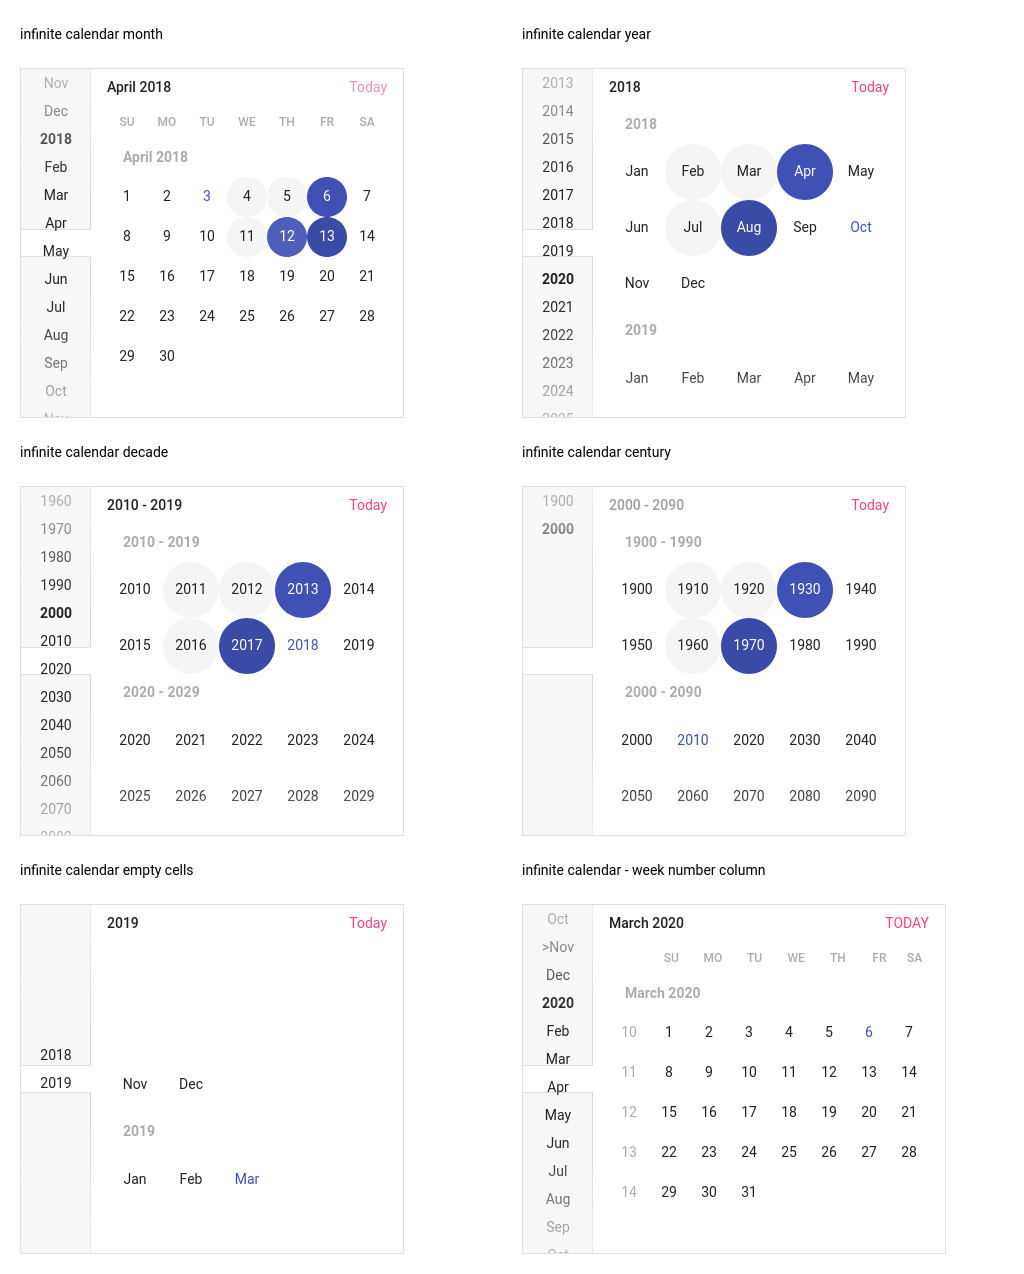 infinite calendar month
Nov
Dec
2018
Feb
Mar
Apr
May
Jun
Jul
Aug
Sep
Oct
Nov
April 2018 Today
SU MO TU WE TH FR SA
April 2018
1 2 3 4 5 6 7
8 9 10 11 12 13 14
15 16 17 18 19 20 21
22 23 24 25 26 27 28
29 30
infinite calendar year
2013
2014
2015
2016
2017
2018
2019
2020
2021
2022
2023
2024
2025
2018 Today
2018
Jan Feb Mar Apr May
Jun Jul Aug Sep Oct
Nov Dec
2019
Jan Feb Mar Apr May
infinite calendar decade
1960
1970
1980
1990
2000
2010
2020
2030
2040
2050
2060
2070
2080
2010 - 2019 Today
2010 - 2019
2010 2011 2012 2013 2014
2015 2016 2017 2018 2019
2020 - 2029
2020 2021 2022 2023 2024
2025 2026 2027 2028 2029
infinite calendar century
1900
2000
2000 - 2090 Today
1900 - 1990
1900 1910 1920 1930 1940
1950 1960 1970 1980 1990
2000 - 2090
2000 2010 2020 2030 2040
2050 2060 2070 2080 2090
infinite calendar empty cells
2018
2019
2019 Today
Nov Dec
2019
Jan Feb Mar
infinite calendar - week number column
Oct
>Nov
Dec
2020
Feb
Mar
Apr
May
Jun
Jul
Aug
Sep
Oct
March 2020 TODAY
SU MO TU WE TH FR SA
March 2020
10 1 2 3 4 5 6 7
11 8 9 10 11 12 13 14
12 15 16 17 18 19 20 21
13 22 23 24 25 26 27 28
14 29 30 31